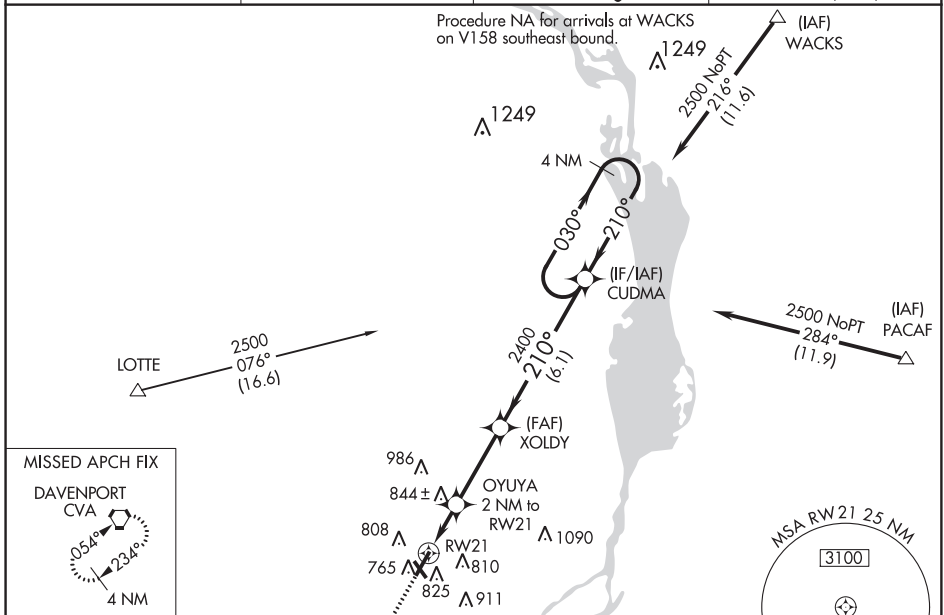 Procedure NA for arrivals at WACKS
on V158 southeast bound.
(IAF)
WACKS
1249
2500 NoPT
216°
(11.6)
1249
4 NM
030°
210°
(IF/IAF)
CUDMA
2500 NoPT
284°
(11.9)
(IAF)
PACAF
2400
210°
(6.1)
LOTTE
2500
076°
(16.6)
(FAF)
XOLDY
MISSED APCH FIX
DAVENPORT
CVA
054°
234°
4 NM
986
844±
OYUYA
2 NM to
RW21
808
1090
RW21
765
810
825
911
MSA RW21 25 NM
3100